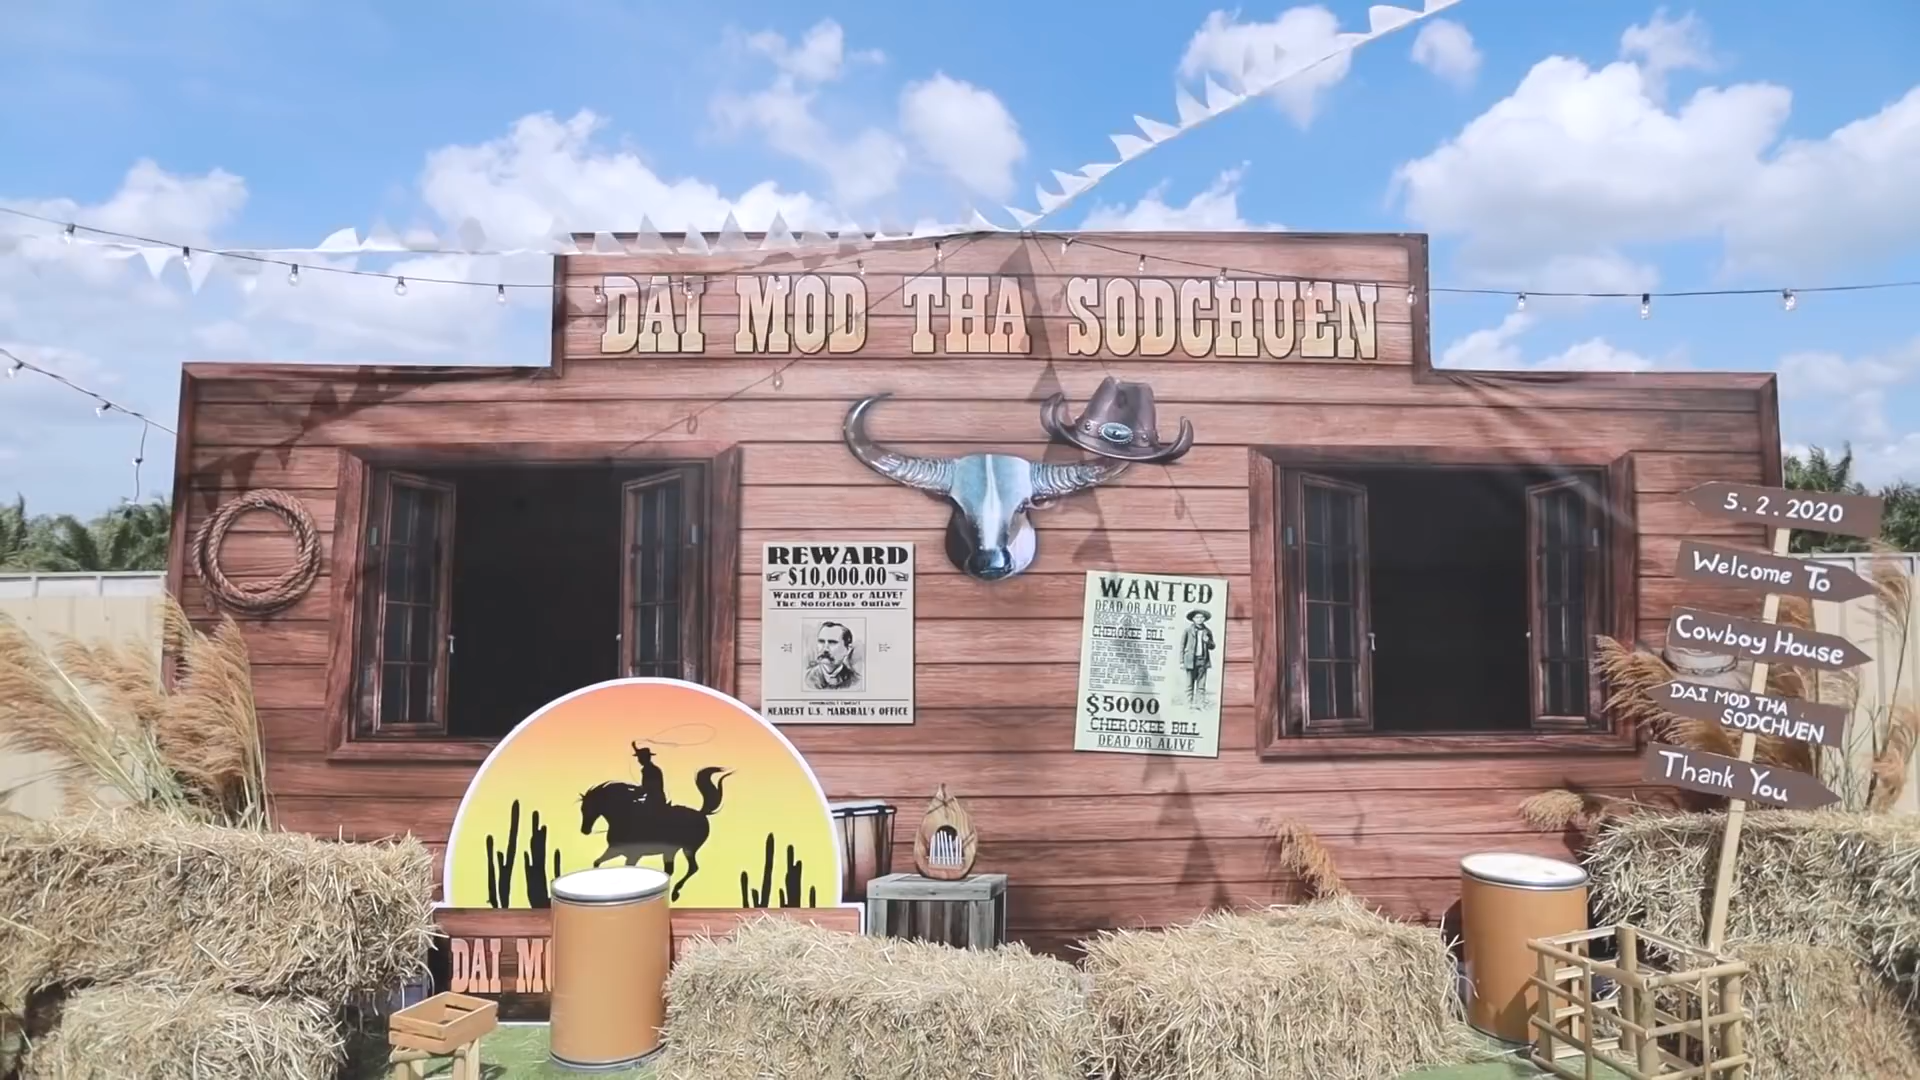 DAI MOD THA SODCHUEN
REWARD
$10,000.00
Wanted DEAD or ALIVE!
The Notorious Outlaw
NEAREST U.S. MARSHAL'S OFFICE
WANTED
DEAD OR ALIVE
CHEROKEE BILL
$5000
CHEROKEE BILL
DEAD OR ALIVE
5.2.2020
Welcome To
Cowboy House
DAI MOD THA
SODCHUEN
Thank You
DAI MO